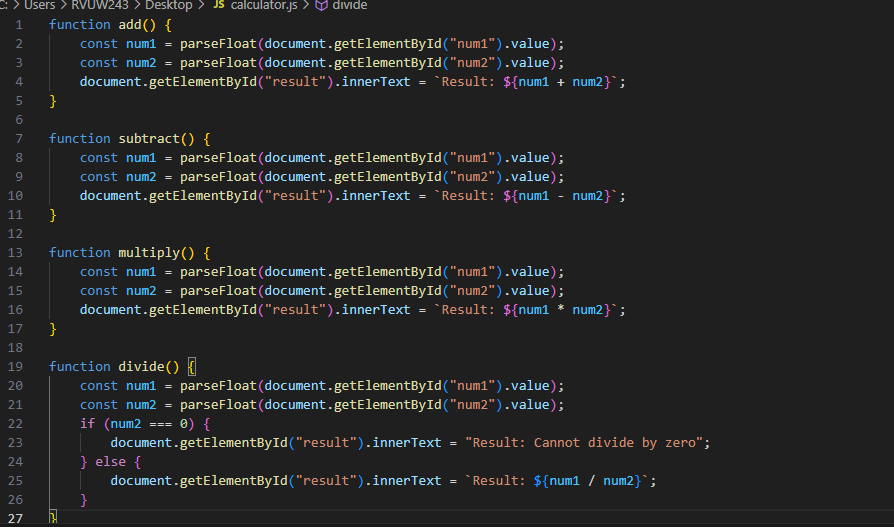 C: > Users > RVUW243 > Desktop > JS calculator.js > divide
1 function add() {
2     const num1 = parseFloat(document.getElementById("num1").value);
3     const num2 = parseFloat(document.getElementById("num2").value);
4     document.getElementById("result").innerText = `Result: ${num1 + num2}`;
5 }
6
7 function subtract() {
8     const num1 = parseFloat(document.getElementById("num1").value);
9     const num2 = parseFloat(document.getElementById("num2").value);
10     document.getElementById("result").innerText = `Result: ${num1 - num2}`;
11 }
12
13 function multiply() {
14     const num1 = parseFloat(document.getElementById("num1").value);
15     const num2 = parseFloat(document.getElementById("num2").value);
16     document.getElementById("result").innerText = `Result: ${num1 * num2}`;
17 }
18
19 function divide() {
20     const num1 = parseFloat(document.getElementById("num1").value);
21     const num2 = parseFloat(document.getElementById("num2").value);
22     if (num2 === 0) {
23         document.getElementById("result").innerText = "Result: Cannot divide by zero";
24     } else {
25         document.getElementById("result").innerText = `Result: ${num1 / num2}`;
26     }
27 }